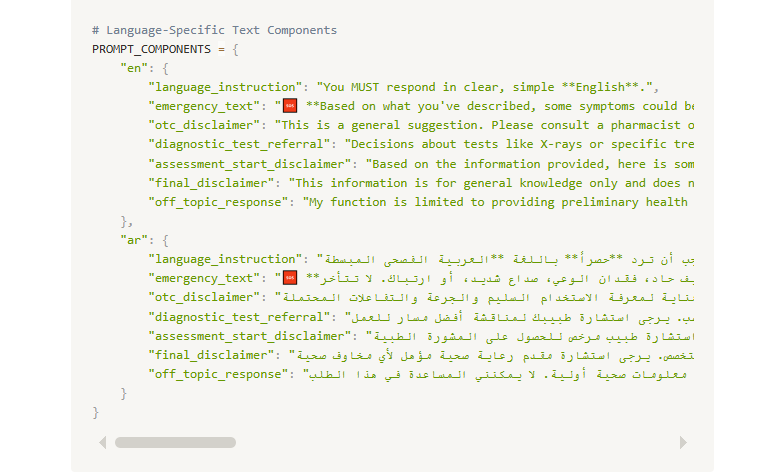 # Language-Specific Text Components
PROMPT_COMPONENTS = {
    "en": {
        "language_instruction": "You MUST respond in clear, simple **English**.",
        "emergency_text": "🆘 **Based on what you've described, some symptoms could be
        "otc_disclaimer": "This is a general suggestion. Please consult a pharmacist o
        "diagnostic_test_referral": "Decisions about tests like X-rays or specific tre
        "assessment_start_disclaimer": "Based on the information provided, here is som
        "final_disclaimer": "This information is for general knowledge only and does n
        "off_topic_response": "My function is limited to providing preliminary health
    },
    "ar": {
        "language_instruction": "جب أن ترد **حصراً** باللغة **العربية الفصحى المبسطة
        "emergency_text": "🆘 **يف حاد، فقدان الوعي، صداع شديد، أو ارتباك. لا تتأخر
        "otc_disclaimer": "ناية لمعرفة الاستخدام السليم والجرعة والتفاعلات المحتملة
        "diagnostic_test_referral": "ب. يرجى استشارة طبيبك لمناقشة أفضل مسار للعمل
        "assessment_start_disclaimer": "استشارة طبيب مرخص للحصول على المشورة الطبية
        "final_disclaimer": "تخصص. يرجى استشارة مقدم رعاية صحية مؤهل لأي مخاوف صحية
        "off_topic_response": "معلومات صحية أولية. لا يمكنني المساعدة في هذا الطلب
    }
}